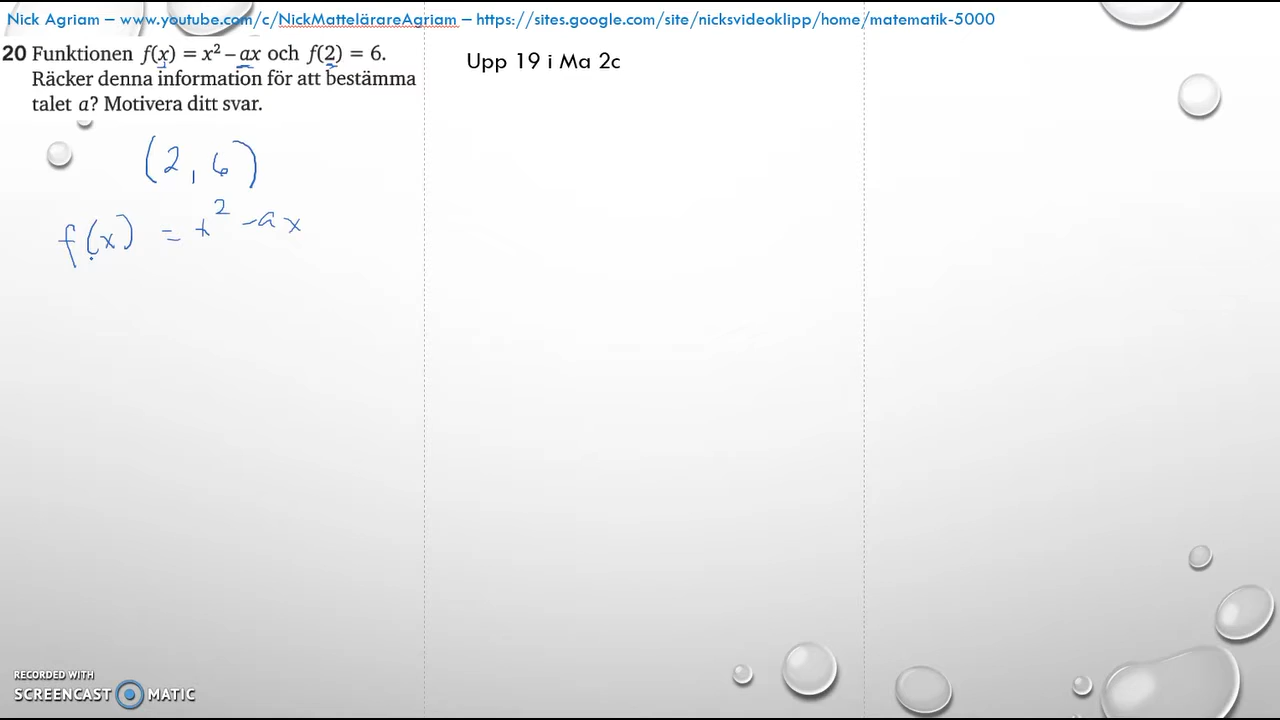 Nick Agriam – www.youtube.com/c/NickMattelärareAgriam – https://sites.google.com/site/nicksvideoklipp/home/matematik-5000
20 Funktionen f(x) = x² – ax och f(2) = 6.
Räcker denna information för att bestämma
talet a? Motivera ditt svar.
Upp 19 i Ma 2c
(2, 6)
f(x) = x² - ax
RECORDED WITH
SCREENCAST MATIC